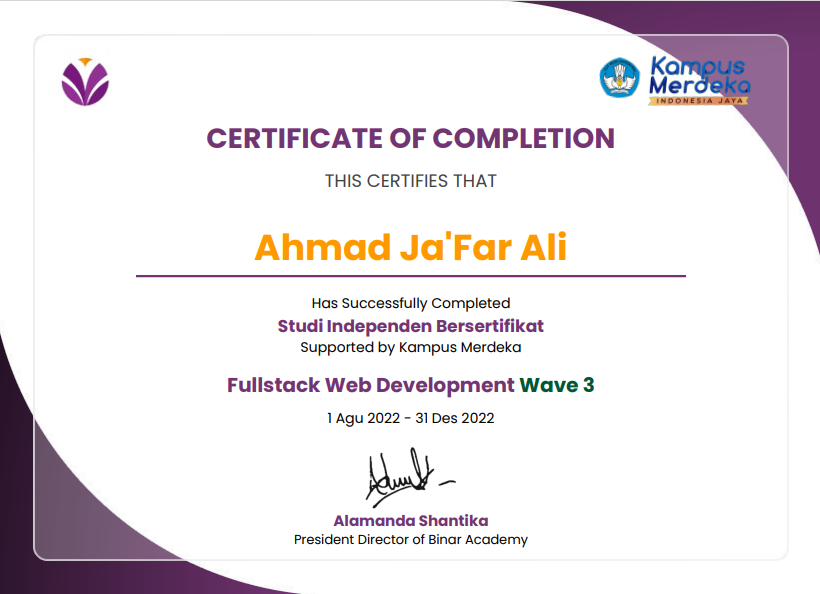 Kampus
Merdeka
INDONESIA JAYA
CERTIFICATE OF COMPLETION
THIS CERTIFIES THAT
Ahmad Ja'Far Ali
Has Successfully Completed
Studi Independen Bersertifikat
Supported by Kampus Merdeka
Fullstack Web Development Wave 3
1 Agu 2022 - 31 Des 2022
Alamanda Shantika
President Director of Binar Academy